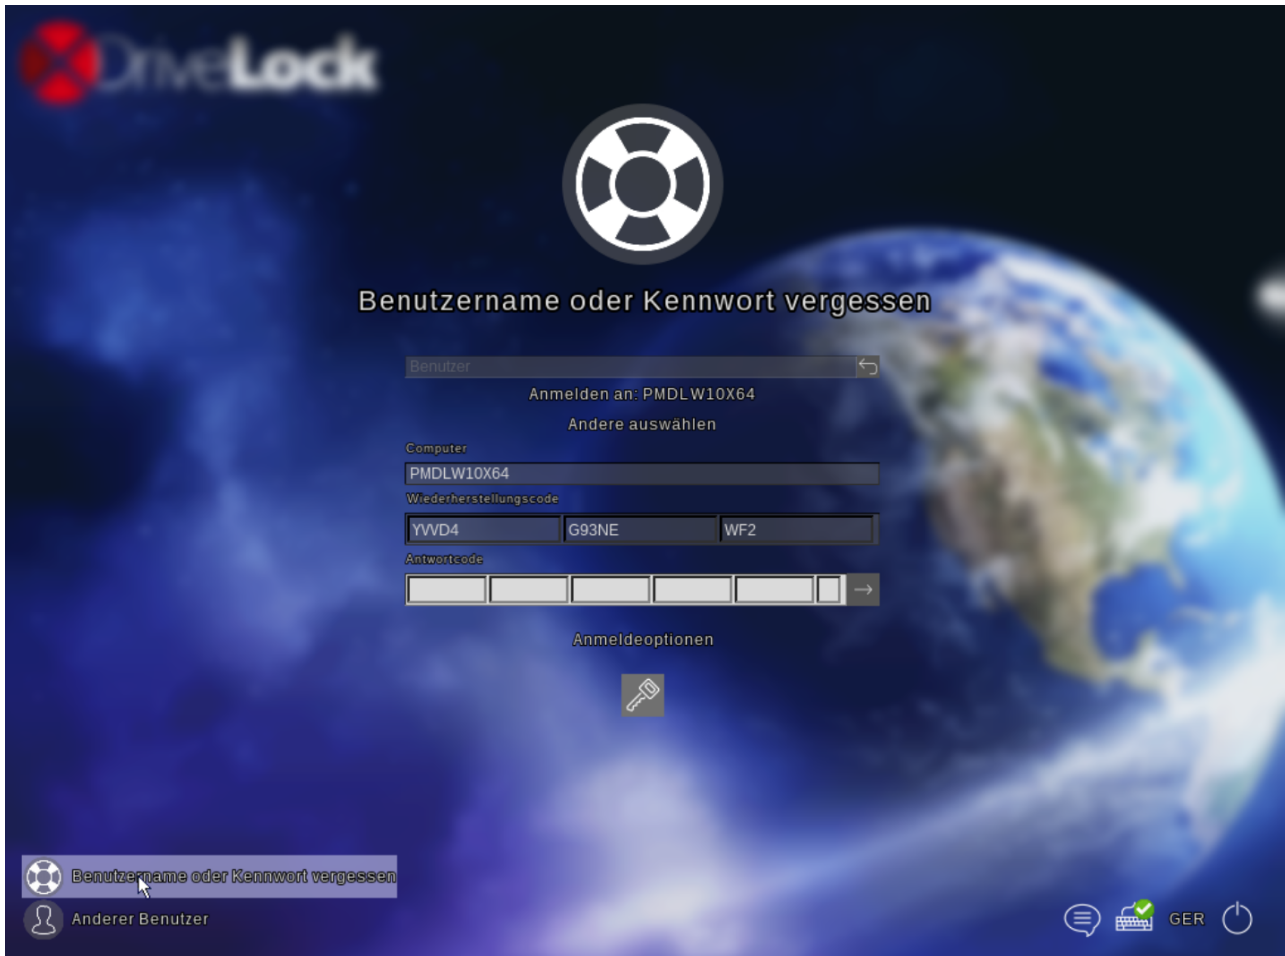 DriveLock
Benutzername oder Kennwort vergessen
Benutzer
Anmelden an: PMDLW10X64
Andere auswählen
Computer
PMDLW10X64
Wiederherstellungscode
YVVD4 G93NE WF2
Antwortcode
Anmeldeoptionen
Benutzername oder Kennwort vergessen
Anderer Benutzer
GER